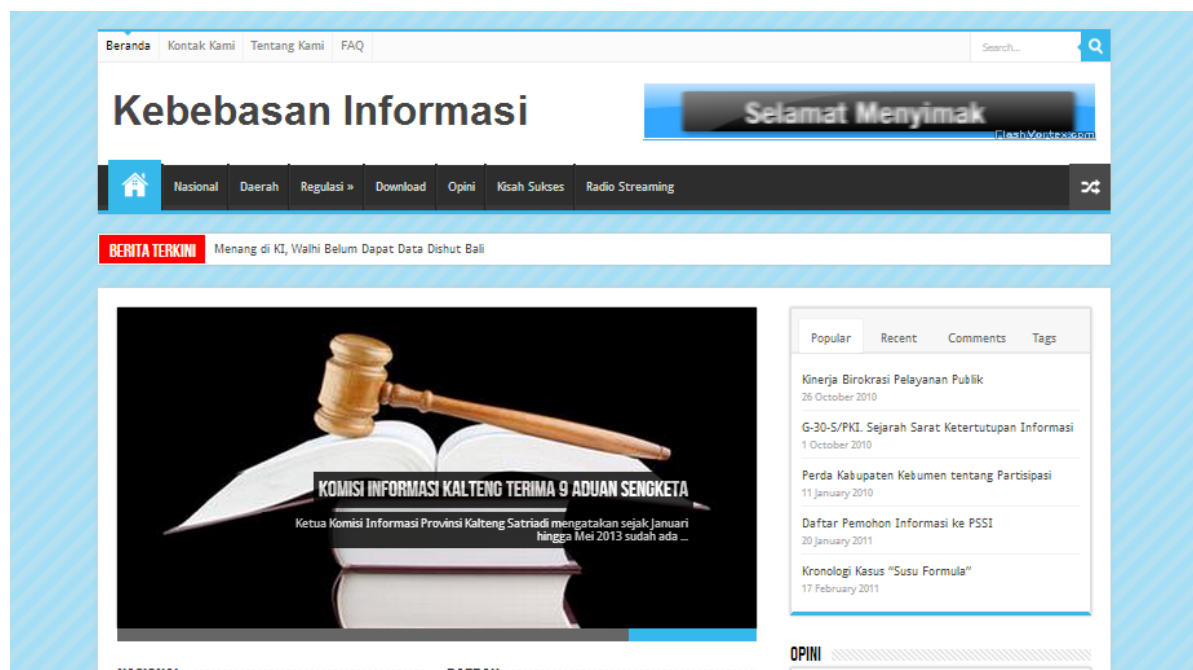 Beranda Kontak Kami Tentang Kami FAQ Search...
Kebebasan Informasi
Selamat Menyimak
FlashVortex.com
Nasional Daerah Regulasi » Download Opini Kisah Sukses Radio Streaming
BERITA TERKINI Menang di KI, Walhi Belum Dapat Data Dishut Bali
KOMISI INFORMASI KALTENG TERIMA 9 ADUAN SENGKETA
Ketua Komisi Informasi Provinsi Kalteng Satriadi mengatakan sejak Januari
hingga Mei 2013 sudah ada ...
Popular Recent Comments Tags
Kinerja Birokrasi Pelayanan Publik
26 October 2010
G-30-S/PKI. Sejarah Sarat Ketertutupan Informasi
1 October 2010
Perda Kabupaten Kebumen tentang Partisipasi
11 January 2010
Daftar Pemohon Informasi ke PSSI
20 January 2011
Kronologi Kasus “Susu Formula”
17 February 2011
OPINI